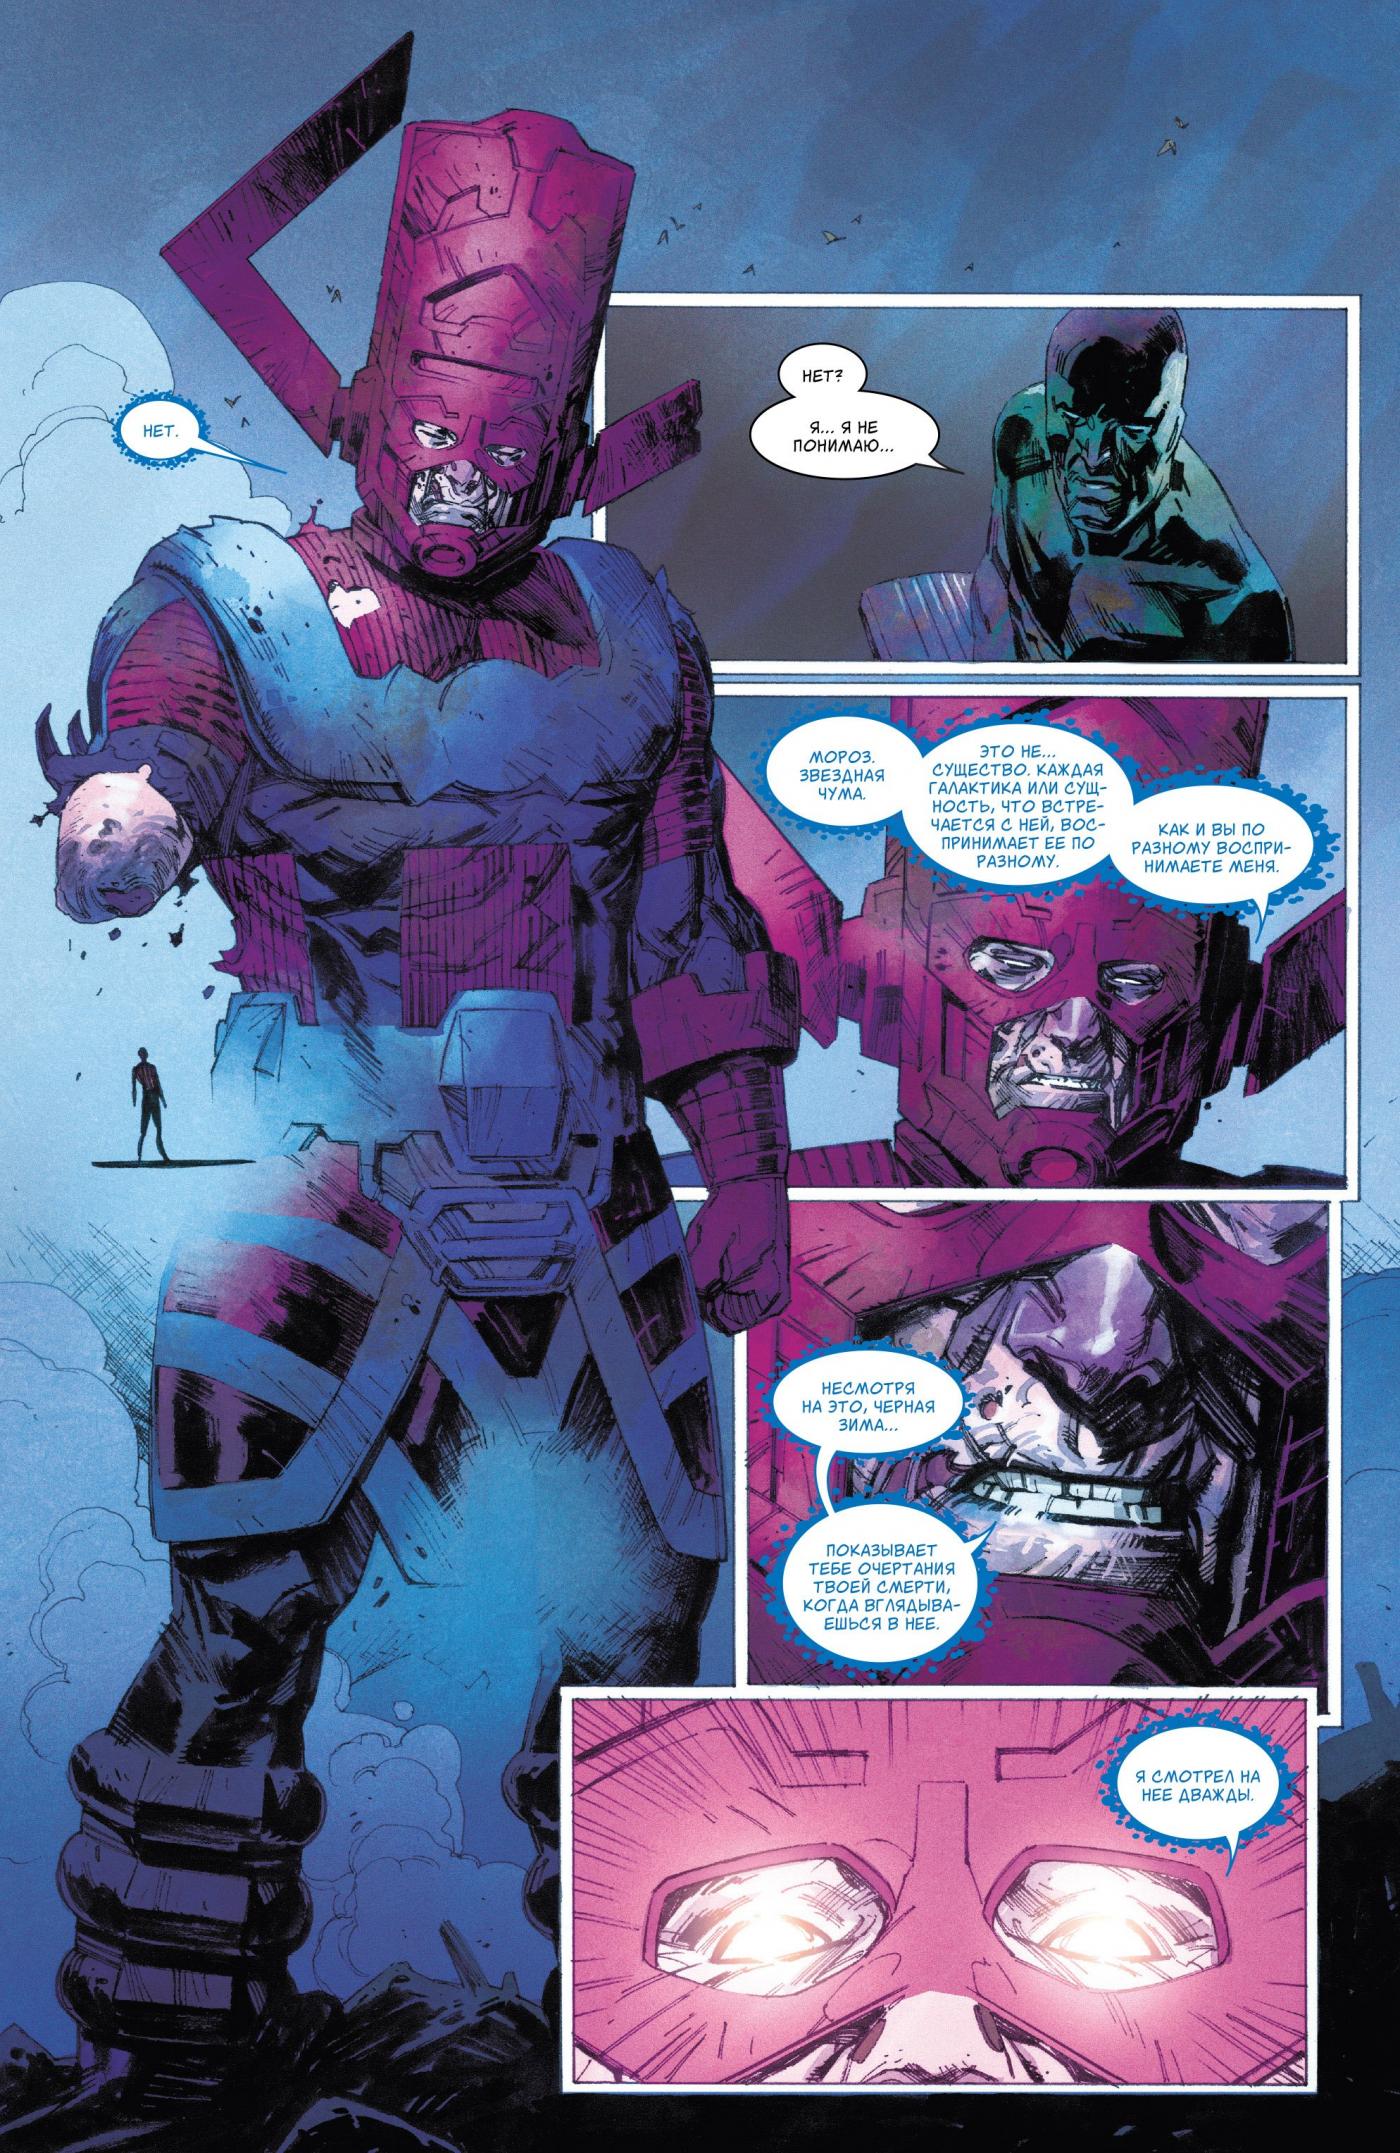 НЕТ.
НЕТ?
Я... Я НЕ
ПОНИМАЮ...
МОРОЗ.
ЗВЕЗДНАЯ
ЧУМА.
ЭТО НЕ...
СУЩЕСТВО. КАЖДАЯ
ГАЛАКТИКА ИЛИ СУЩ-
НОСТЬ, ЧТО ВСТРЕ-
ЧАЕТСЯ С НЕЙ, ВОС-
ПРИНИМАЕТ ЕЕ ПО
РАЗНОМУ.
КАК И ВЫ ПО
РАЗНОМУ ВОСПРИ-
НИМАЕТЕ МЕНЯ.
НЕСМОТРЯ
НА ЭТО, ЧЕРНАЯ
ЗИМА...
ПОКАЗЫВАЕТ
ТЕБЕ ОЧЕРТАНИЯ
ТВОЕЙ СМЕРТИ,
КОГДА ВГЛЯДЫВА-
ЕШЬСЯ В НЕЕ.
Я СМОТРЕЛ НА
НЕЕ ДВАЖДЫ.